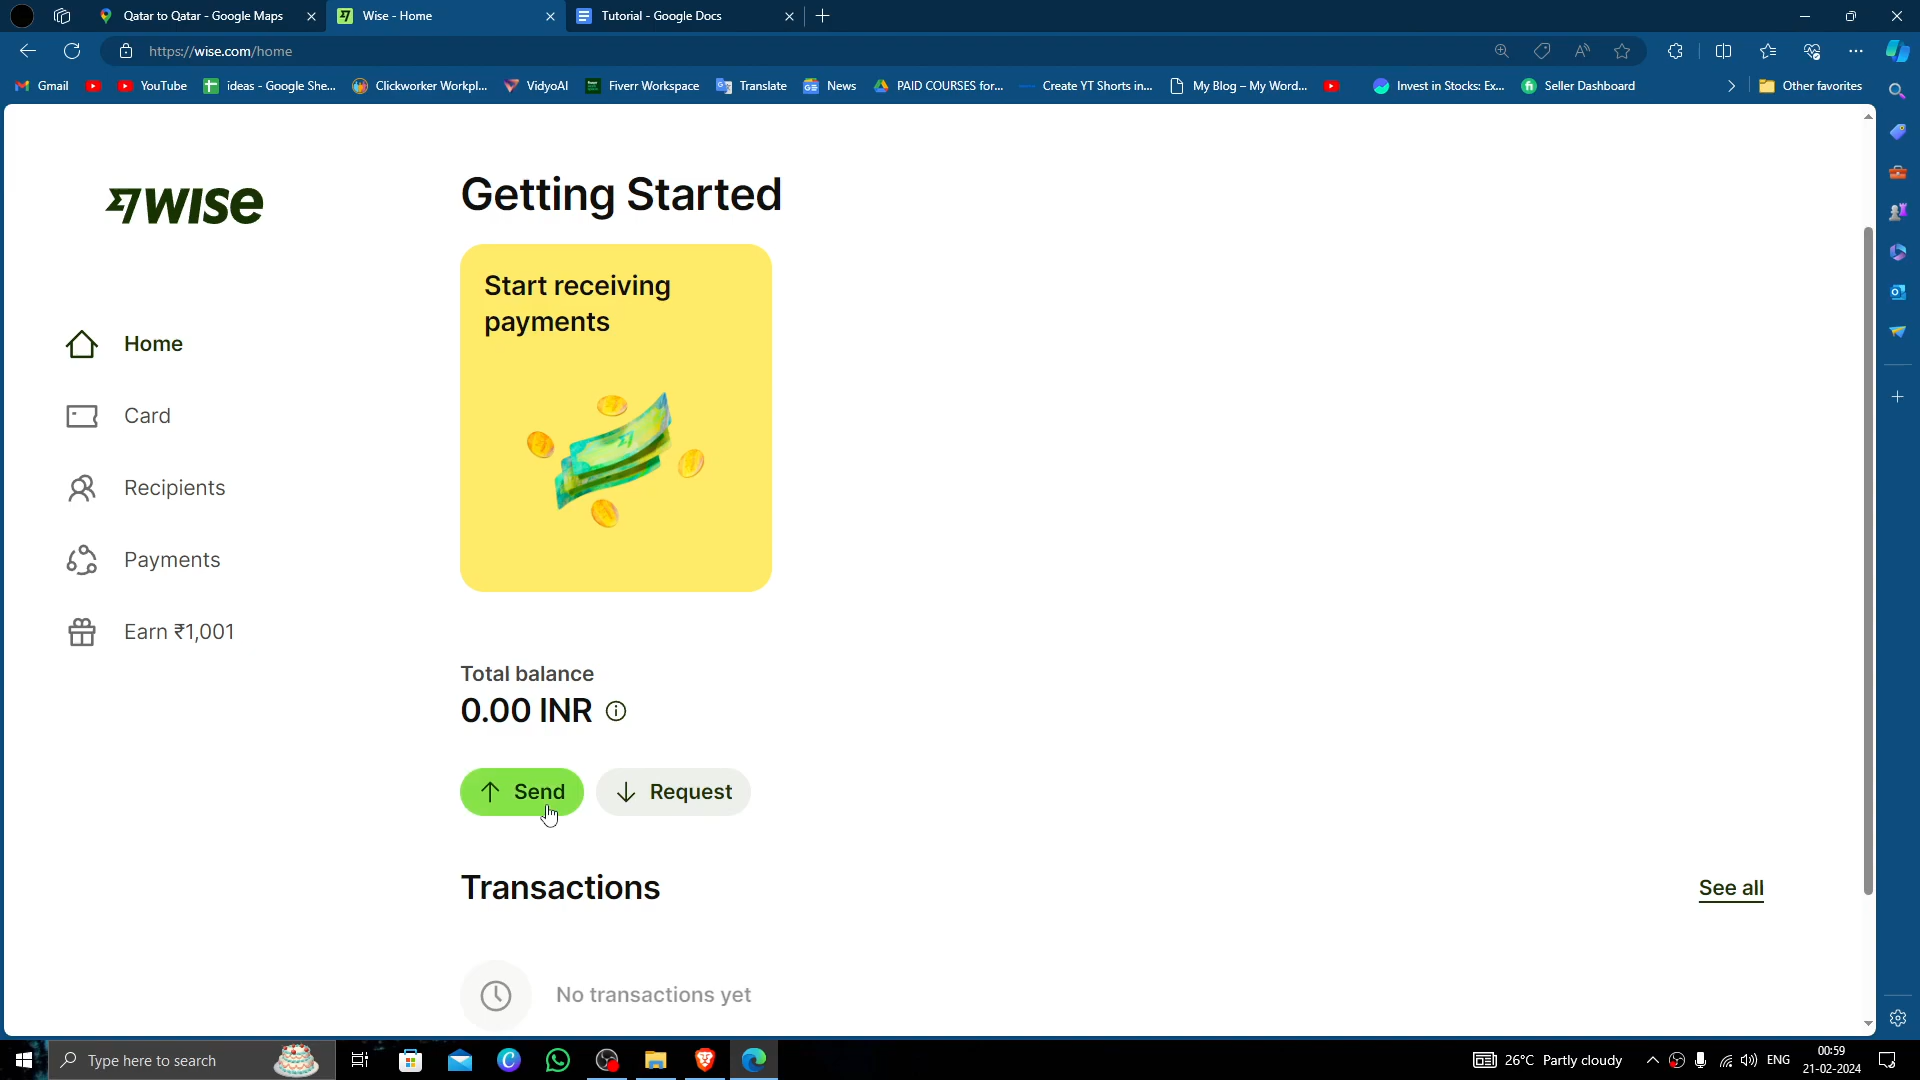 Qatar to Qatar - Google Maps
Wise - Home
Tutorial - Google Docs
https://wise.com/home
Gmail
YouTube
ideas - Google She...
Clickworker Workpl...
VidyoAI
Fiverr Workspace
Translate
News
PAID COURSES for...
Create YT Shorts in...
My Blog – My Word...
Invest in Stocks: Ex...
Seller Dashboard
Other favorites
WISE
Home
Card
Recipients
Payments
Earn ₹1,001
Getting Started
Start receiving
payments
Total balance
0.00 INR
Send
Request
Transactions
See all
No transactions yet
Type here to search
26°C Partly cloudy
ENG
00:59
21-02-2024